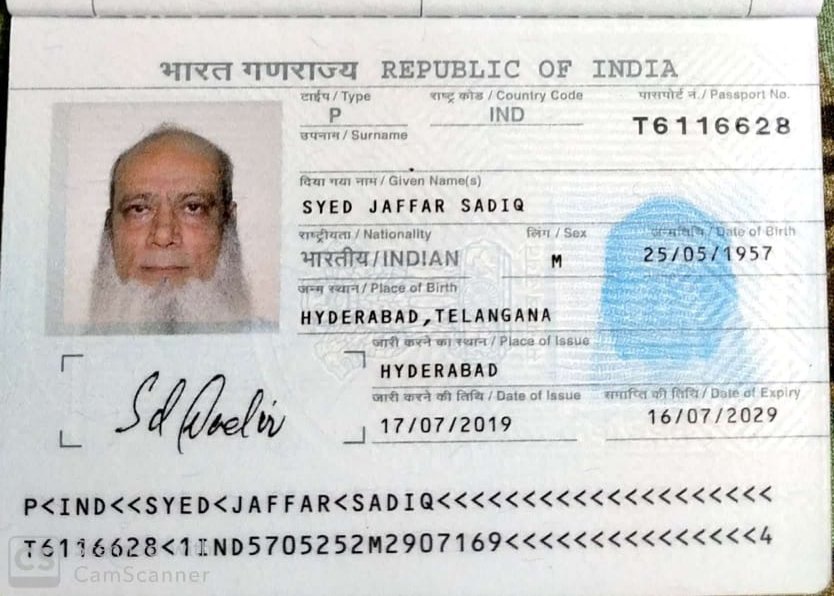 भारत गणराज्य REPUBLIC OF INDIA
टाईप / Type राष्ट्र कोड / Country Code पासपोर्ट न. / Passport No.
P IND T6116628
उपनाम / Surname
दिया गया नाम / Given Name(s)
SYED JAFFAR SADIQ
राष्ट्रीयता / Nationality लिंग / Sex जन्मतिथि / Date of Birth
भारतीय/INDIAN M 25/05/1957
जन्म स्थान / Place of Birth
HYDERABAD,TELANGANA
जारी करने का स्थान / Place of Issue
HYDERABAD
जारी करने की तिथि / Date of Issue समाप्ति की तिथि / Date of Expiry
17/07/2019 16/07/2029
P<IND<<SYED<JAFFAR<SADIQ<<<<<<<<<<<<<<<<<<<<
T6116628<1IND5705252M2907169<<<<<<<<<<<<<<<4
CS
CamScanner